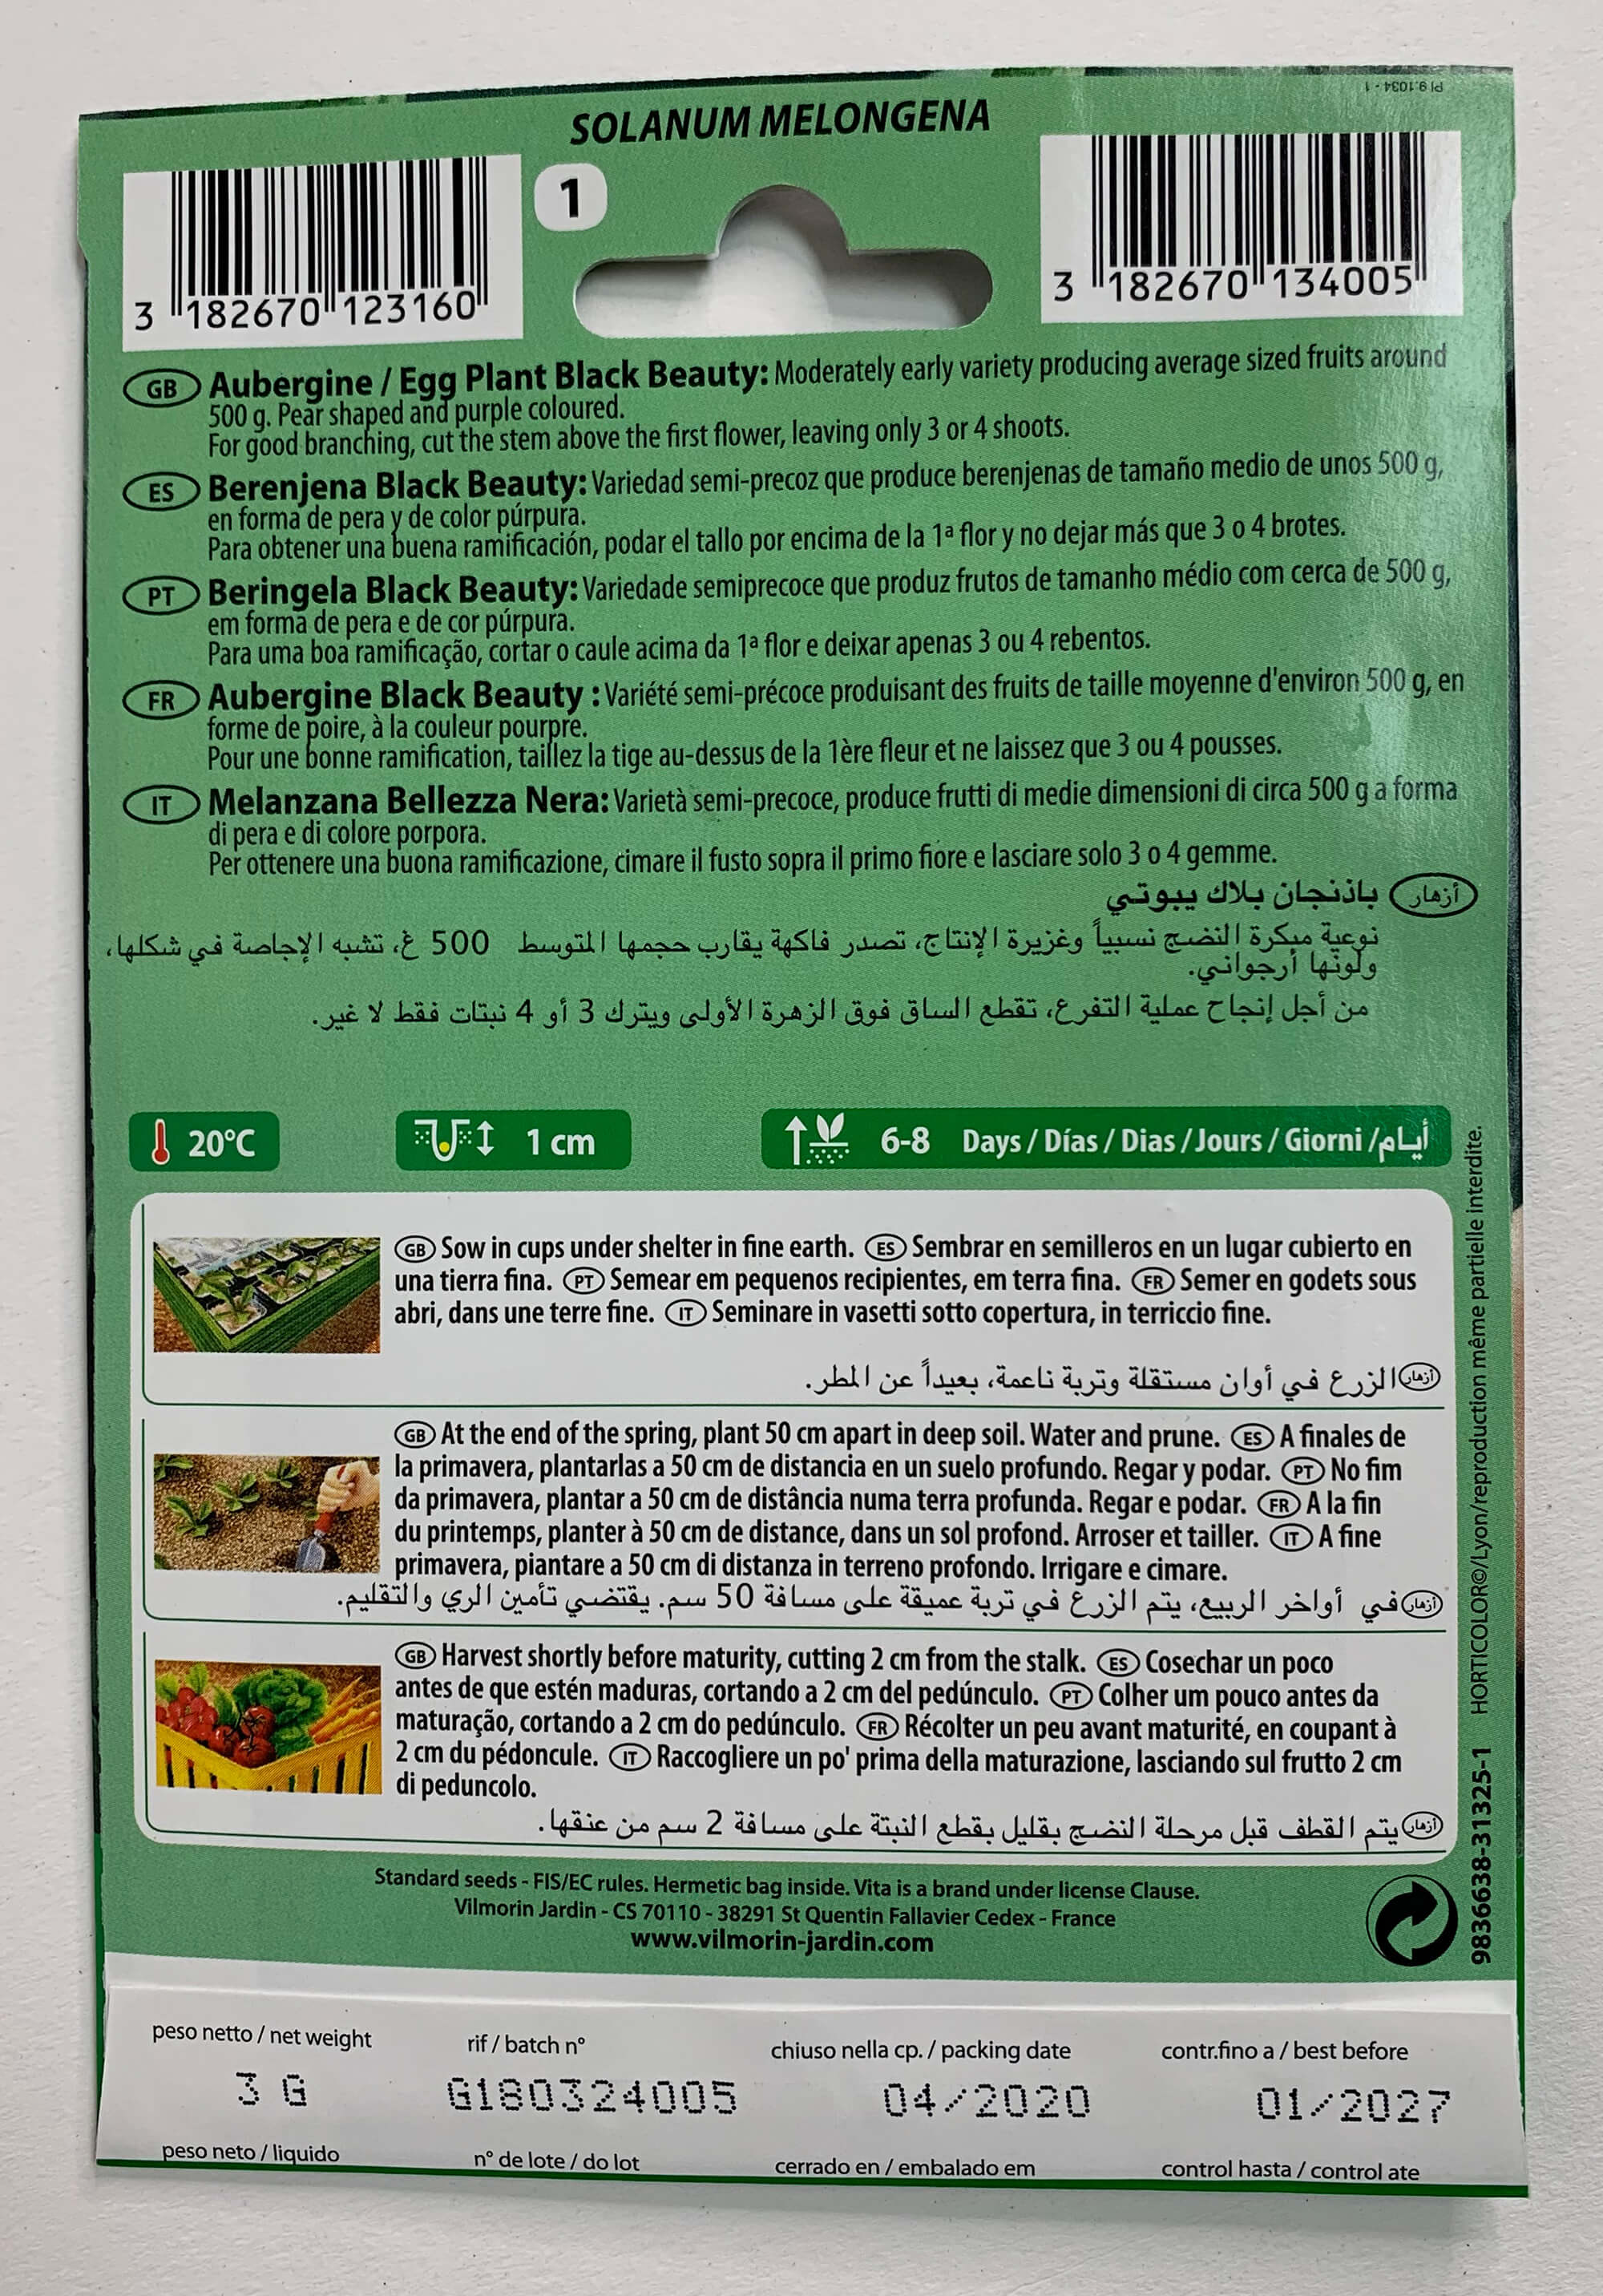 PI 9.1034 - 1
SOLANUM MELONGENA
1
3 182670 123160
3 182670 134005
GB Aubergine / Egg Plant Black Beauty: Moderately early variety producing average sized fruits around
500 g. Pear shaped and purple coloured.
For good branching, cut the stem above the first flower, leaving only 3 or 4 shoots.
ES Berenjena Black Beauty: Variedad semi-precoz que produce berenjenas de tamaño medio de unos 500 g,
en forma de pera y de color púrpura.
Para obtener una buena ramificación, podar el tallo por encima de la 1ª flor y no dejar más que 3 o 4 brotes.
PT Beringela Black Beauty: Variedade semiprecoce que produz frutos de tamanho médio com cerca de 500 g,
em forma de pera e de cor púrpura.
Para uma boa ramificação, cortar o caule acima da 1ª flor e deixar apenas 3 ou 4 rebentos.
FR Aubergine Black Beauty : Variété semi-précoce produisant des fruits de taille moyenne d'environ 500 g, en
forme de poire, à la couleur pourpre.
Pour une bonne ramification, taillez la tige au-dessus de la 1ère fleur et ne laissez que 3 ou 4 pousses.
IT Melanzana Bellezza Nera: Varietà semi-precoce, produce frutti di medie dimensioni di circa 500 g a forma
di pera e di colore porpora.
Per ottenere una buona ramificazione, cimare il fusto sopra il primo fiore e lasciare solo 3 o 4 gemme.
أزهار باذنجان بلاك بيوتي
نوعية مبكرة النضج نسبياً وغزيرة الإنتاج، تصدر فاكهة يقارب حجمها المتوسط 500 غ، تشبه الإجاصة في شكلها،
ولونها أرجواني.
من أجل إنجاح عملية التفرع، تقطع الساق فوق الزهرة الأولى ويترك 3 أو 4 نبتات فقط لا غير.
20°C
1 cm
6-8 Days / Días / Dias / Jours / Giorni / أيام
GB Sow in cups under shelter in fine earth. ES Sembrar en semilleros en un lugar cubierto en
una tierra fina. PT Semear em pequenos recipientes, em terra fina. FR Semer en godets sous
abri, dans une terre fine. IT Seminare in vasetti sotto copertura, in terriccio fine.
أزهار الزرع في أوان مستقلة وتربة ناعمة، بعيداً عن المطر.
GB At the end of the spring, plant 50 cm apart in deep soil. Water and prune. ES A finales de
la primavera, plantarlas a 50 cm de distancia en un suelo profundo. Regar y podar. PT No fim
da primavera, plantar a 50 cm de distância numa terra profunda. Regar e podar. FR A la fin
du printemps, planter à 50 cm de distance, dans un sol profond. Arroser et tailler. IT A fine
primavera, piantare a 50 cm di distanza in terreno profondo. Irrigare e cimare.
أزهار في أواخر الربيع، يتم الزرع في تربة عميقة على مسافة 50 سم. يقتضي تأمين الري والتقليم.
GB Harvest shortly before maturity, cutting 2 cm from the stalk. ES Cosechar un poco
antes de que estén maduras, cortando a 2 cm del pedúnculo. PT Colher um pouco antes da
maturação, cortando a 2 cm do pedúnculo. FR Récolter un peu avant maturité, en coupant à
2 cm du pédoncule. IT Raccogliere un po' prima della maturazione, lasciando sul frutto 2 cm
di peduncolo.
أزهار يتم القطف قبل مرحلة النضج بقليل بقطع النبتة على مسافة 2 سم من عنقها.
Standard seeds - FIS/EC rules. Hermetic bag inside. Vita is a brand under license Clause.
Vilmorin Jardin - CS 70110 - 38291 St Quentin Fallavier Cedex - France
www.vilmorin-jardin.com
9836638-31325-1 HORTICOLOR©/Lyon/reproduction même partielle interdite.
peso netto / net weight
3 G
peso neto / liquido
rif / batch n°
G180324005
n° de lote / do lot
chiuso nella cp. / packing date
04/2020
cerrado en / embalado em
contr.fino a / best before
01/2027
control hasta / control ate